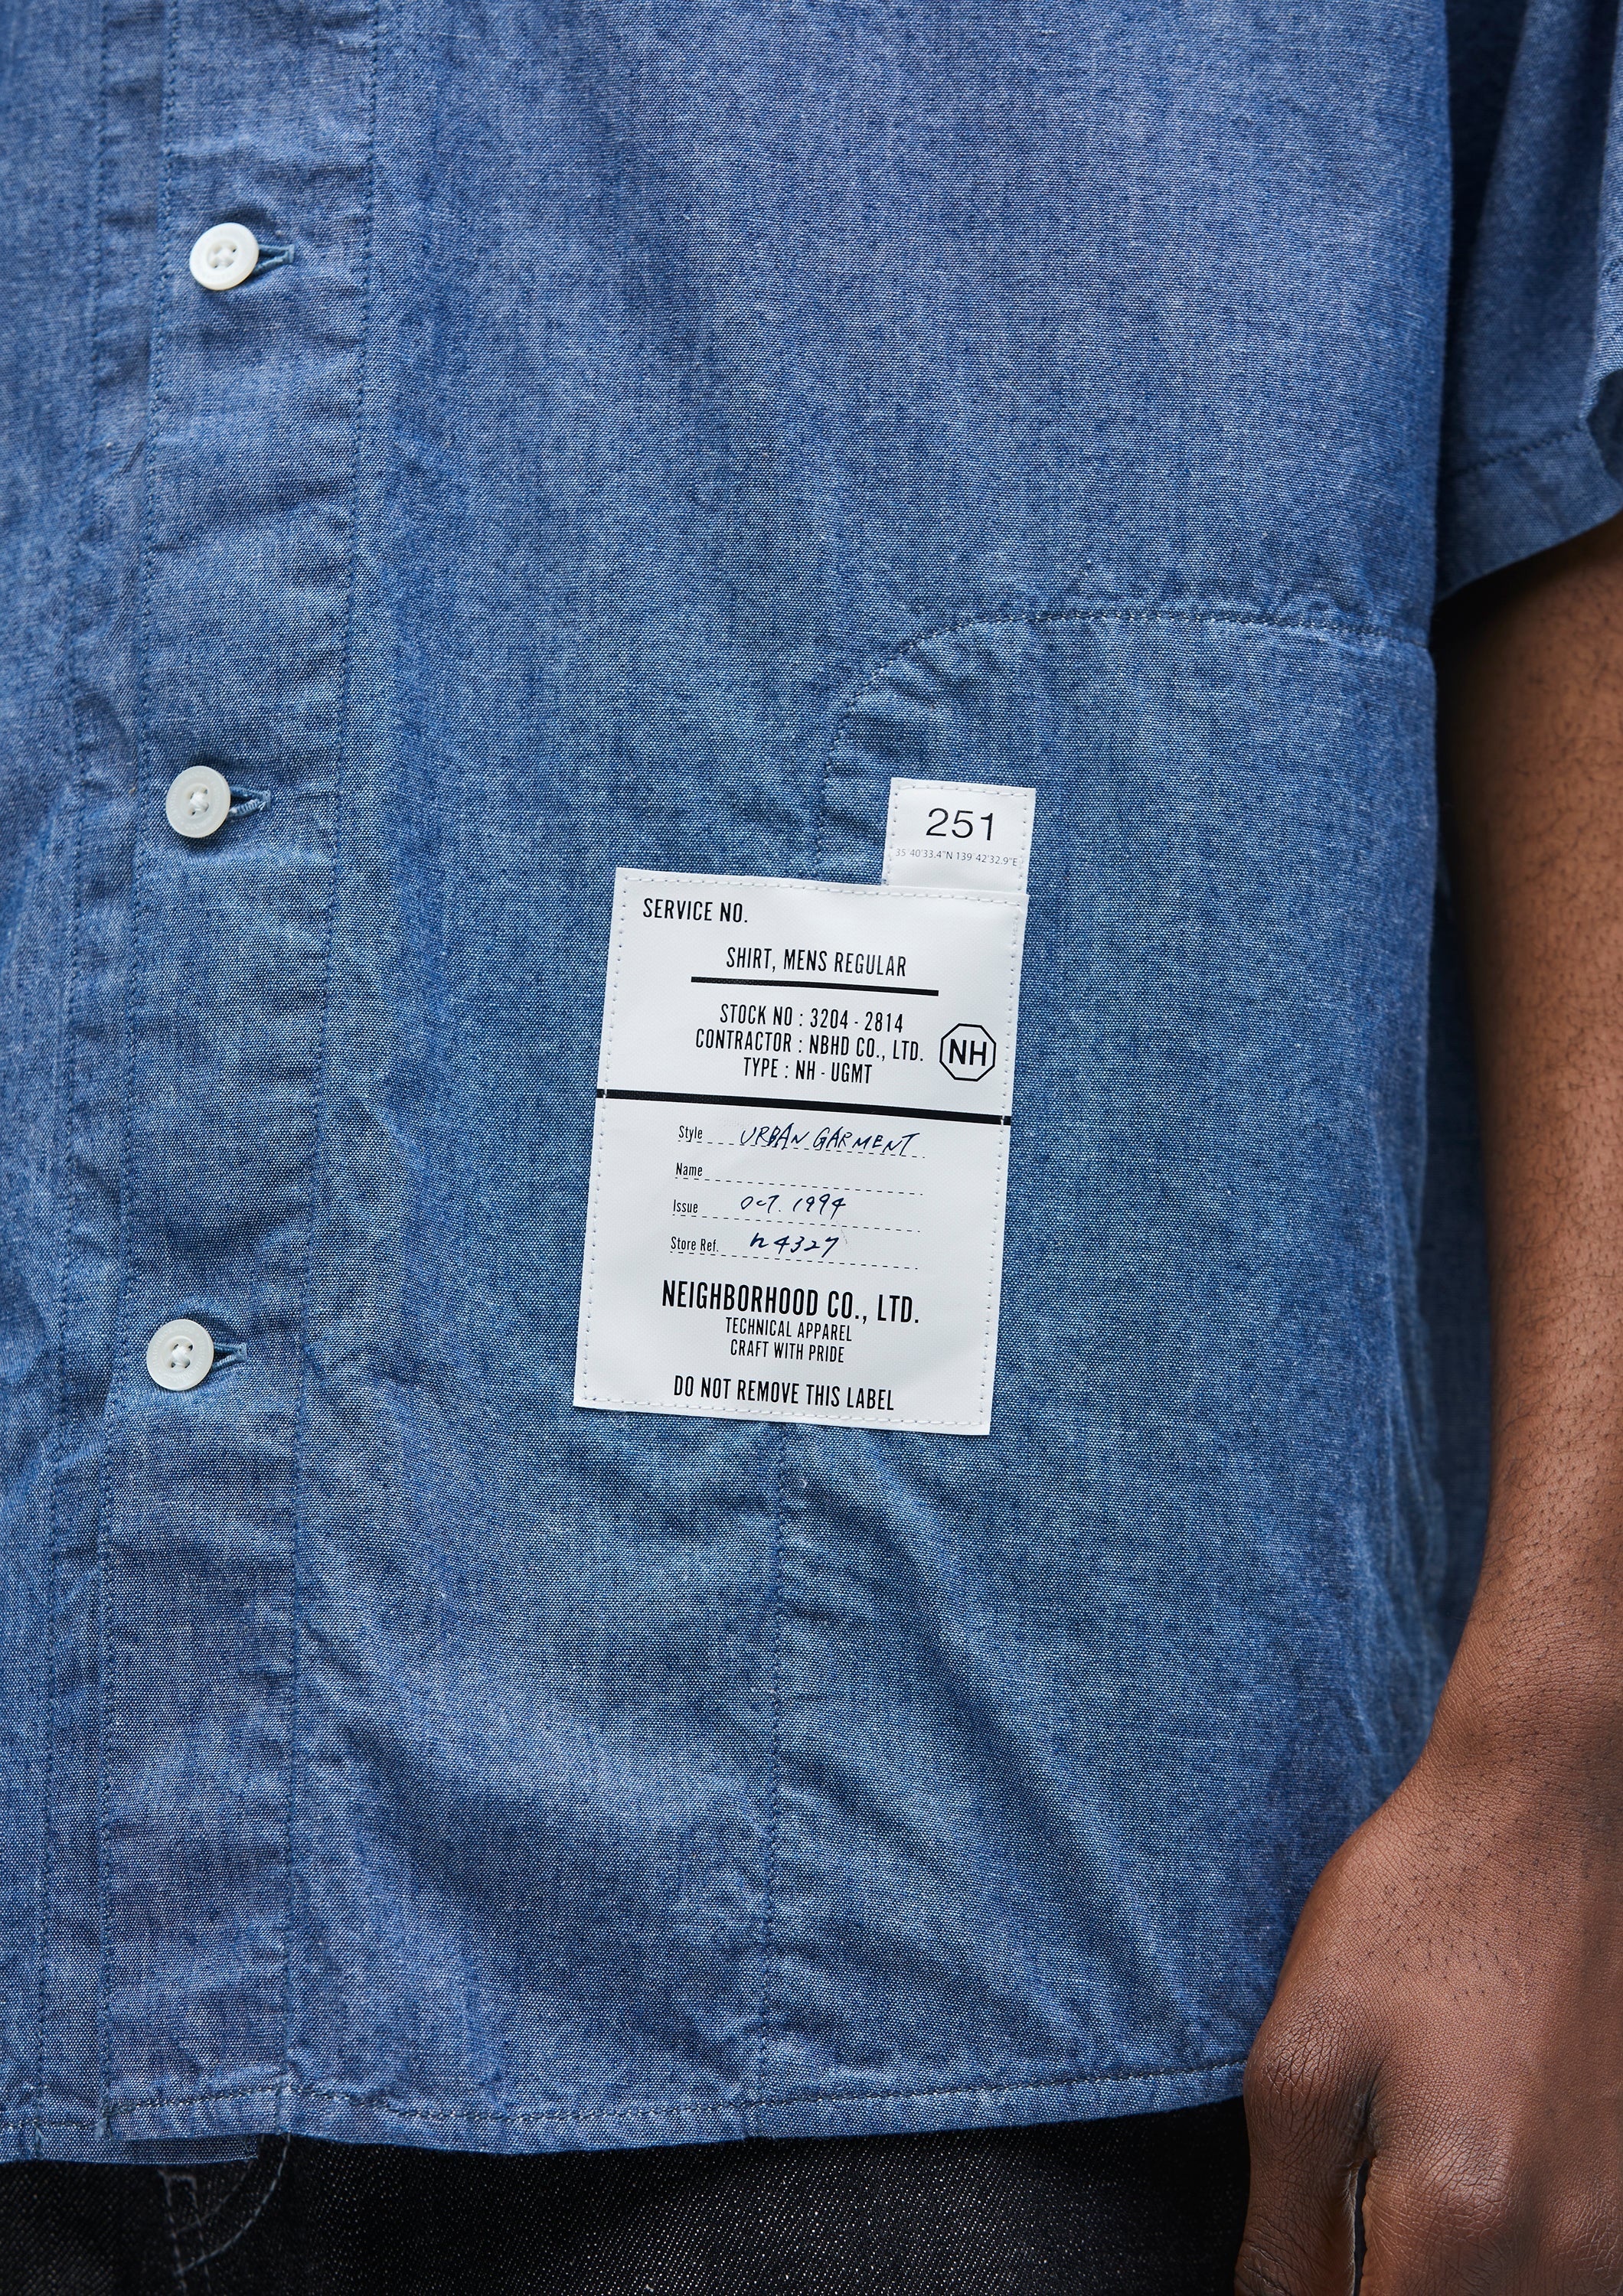 251
35°40'33.4"N 139°42'32.9"E
SERVICE NO.
SHIRT, MENS REGULAR
STOCK NO : 3204 - 2814
CONTRACTOR : NBHD CO., LTD.
NH
TYPE : NH - UGMT
Style URBAN GARMENT
Name
Issue Oct. 1994
Store Ref. n4327
NEIGHBORHOOD CO., LTD.
TECHNICAL APPAREL
CRAFT WITH PRIDE
DO NOT REMOVE THIS LABEL